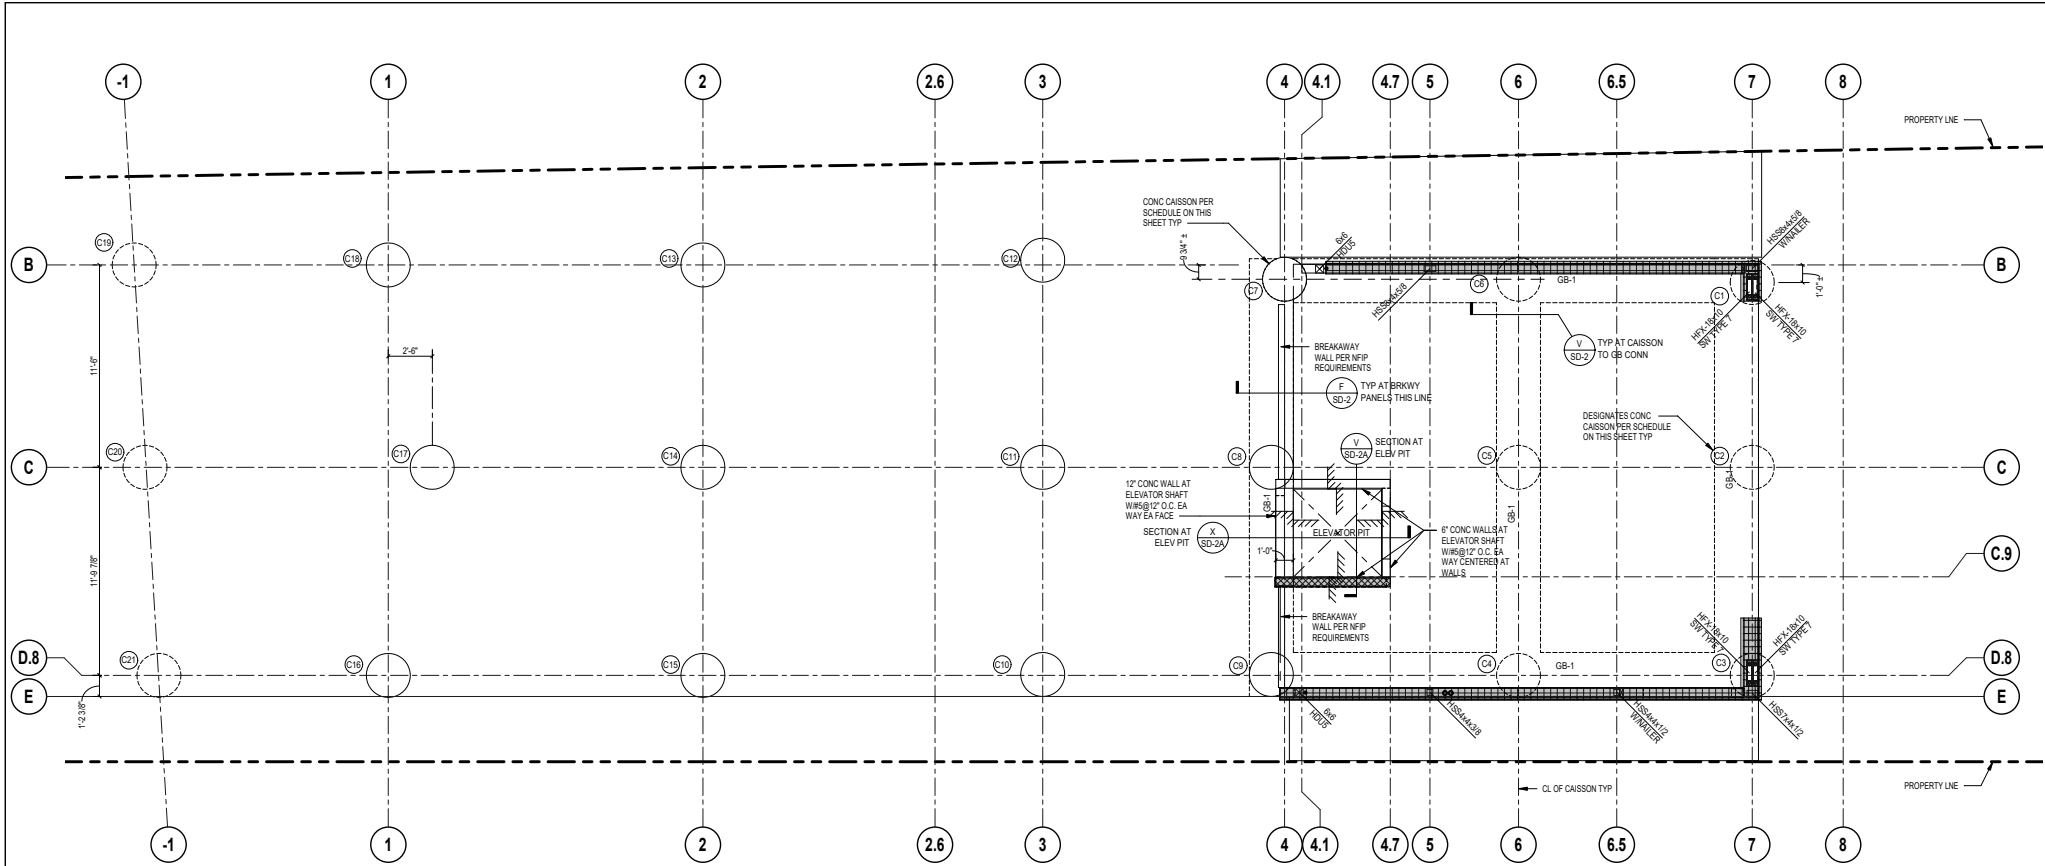 -1
1
2
2.6
3
4
4.1
4.7
5
6
6.5
7
8
PROPERTY LNE
CONC CAISSON PER
SCHEDULE ON THIS
SHEET TYP
9 3/4" ±
6x6
HDU5
HSS8x4x5/8
W/NAILER
B
C19
C18
C13
C12
C7
HSS8x4x5/8
C6
GB-1
C1
1'-0" ±
B
HFX-18x10
SW TYPE 7
HFX-18x10
SW TYPE 7
11'-6"
2'-6"
BREAKAWAY
WALL PER NFIP
REQUIREMENTS
V
SD-2
TYP AT CAISSON
TO GB CONN
F
SD-2
TYP AT BRKWY
PANELS THIS LINE
DESIGNATES CONC
CAISSON PER SCHEDULE
ON THIS SHEET TYP
V
SD-2A
SECTION AT
ELEV PIT
C
C20
C17
C14
C11
C8
C5
C2
GB-1
C
12" CONC WALL AT
ELEVATOR SHAFT
W/#5@12" O.C. EA
WAY EA FACE
GB-1
GB-1
SECTION AT
ELEV PIT
X
SD-2A
ELEVATOR PIT
6" CONC WALLS AT
ELEVATOR SHAFT
W/#5@12" O.C. EA
WAY CENTERED AT
WALLS
1'-0"
C.9
11'-9 7/8"
BREAKAWAY
WALL PER NFIP
REQUIREMENTS
HFX-18x10
SW TYPE 7
HFX-18x10
SW TYPE 7
D.8
C21
C16
C15
C10
C9
C4
GB-1
C3
D.8
E
1'-2 3/8"
6x6
HDU5
HSS4x4x3/8
HSS4x4x1/2
W/NAILER
HSS7x4x1/2
E
CL OF CAISSON TYP
PROPERTY LNE
-1
1
2
2.6
3
4
4.1
4.7
5
6
6.5
7
8